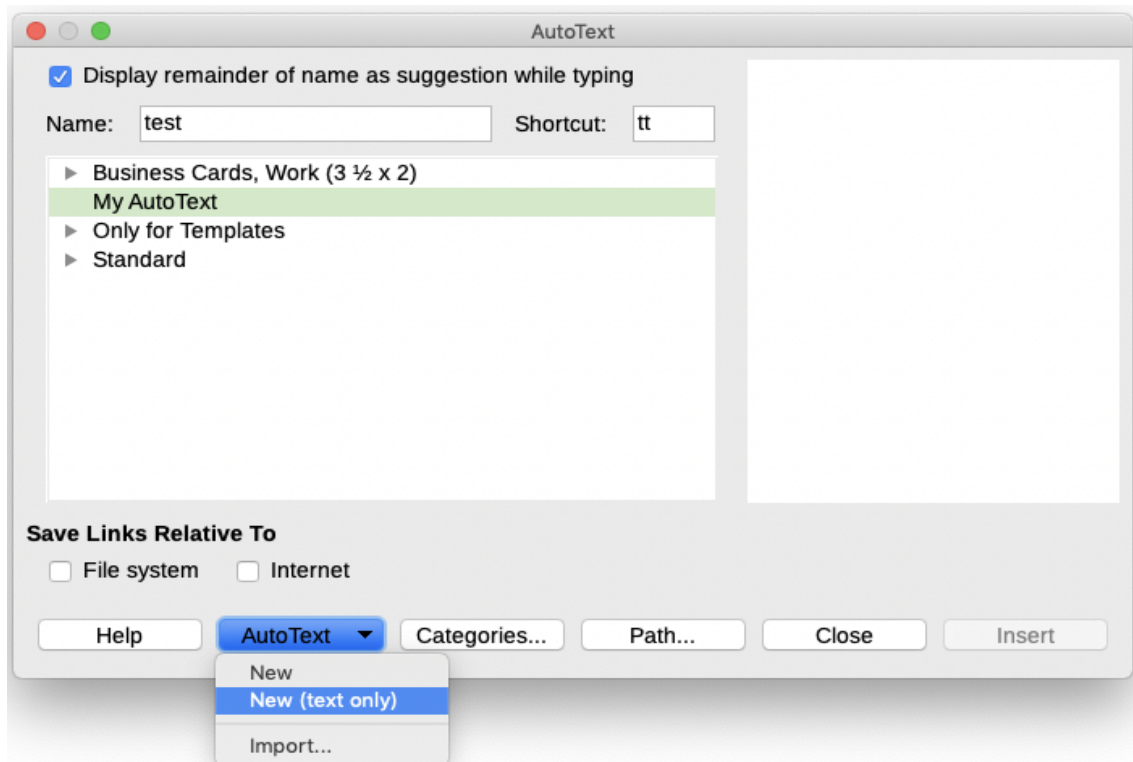 AutoText
Display remainder of name as suggestion while typing
Name: test Shortcut: tt
Business Cards, Work (3 ½ x 2)
My AutoText
Only for Templates
Standard
Save Links Relative To
File system Internet
Help AutoText Categories... Path... Close Insert
New
New (text only)
Import...